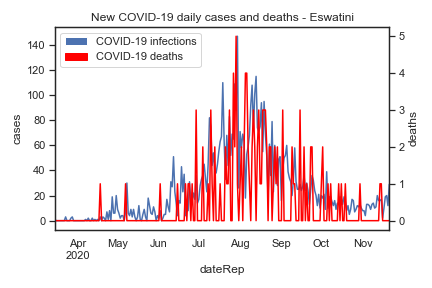 New COVID-19 daily cases and deaths - Eswatini
COVID-19 infections
COVID-19 deaths
cases
140
120
100
80
60
40
20
0
deaths
5
4
3
2
1
0
Apr May Jun Jul Aug Sep Oct Nov
2020
dateRep